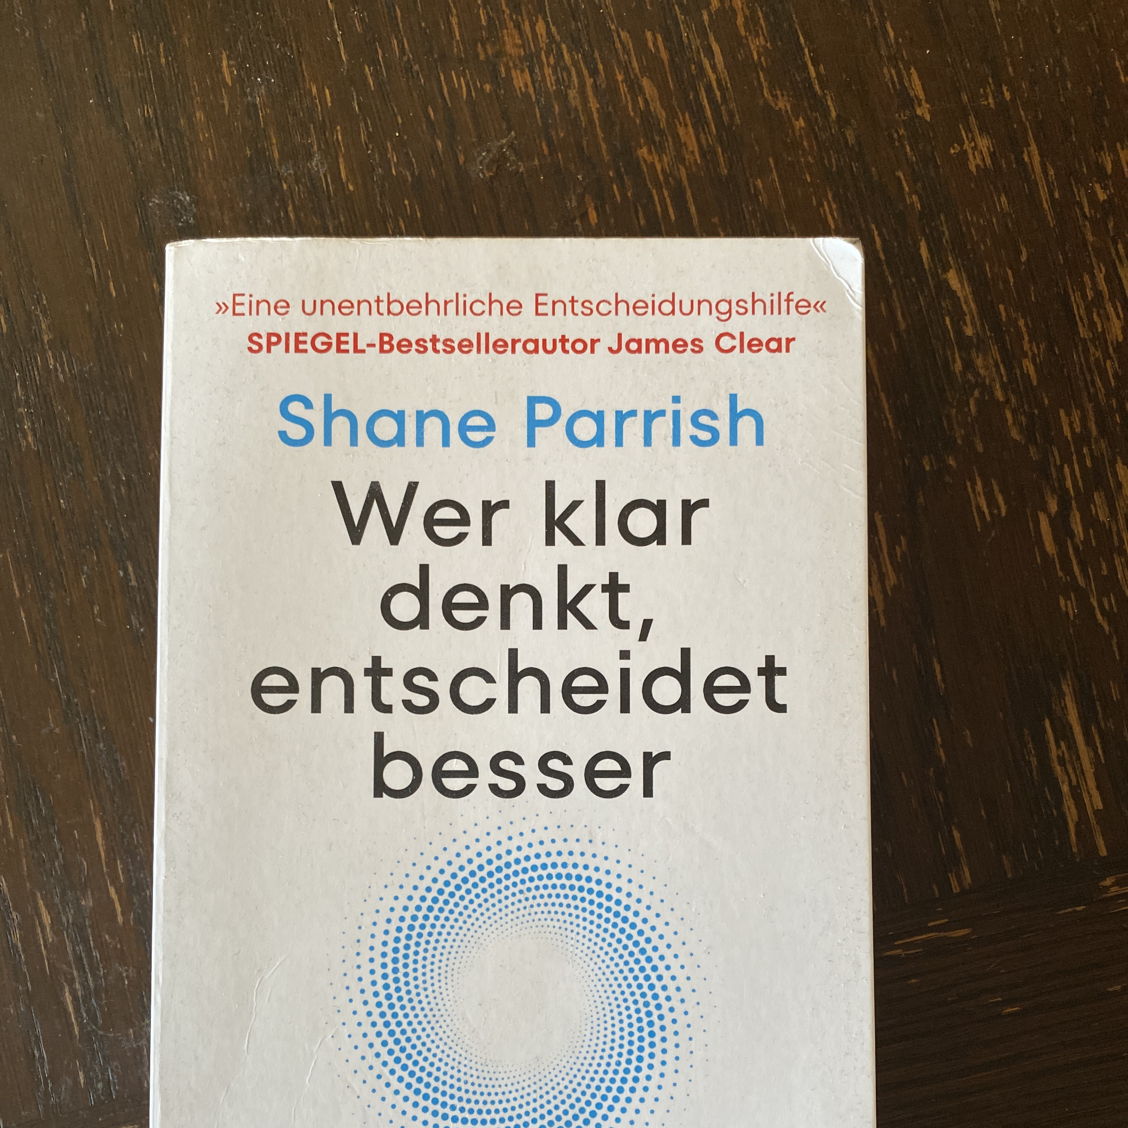 »Eine unentbehrliche Entscheidungshilfe«
SPIEGEL-Bestsellerautor James Clear
Shane Parrish
Wer klar
denkt,
entscheidet
besser